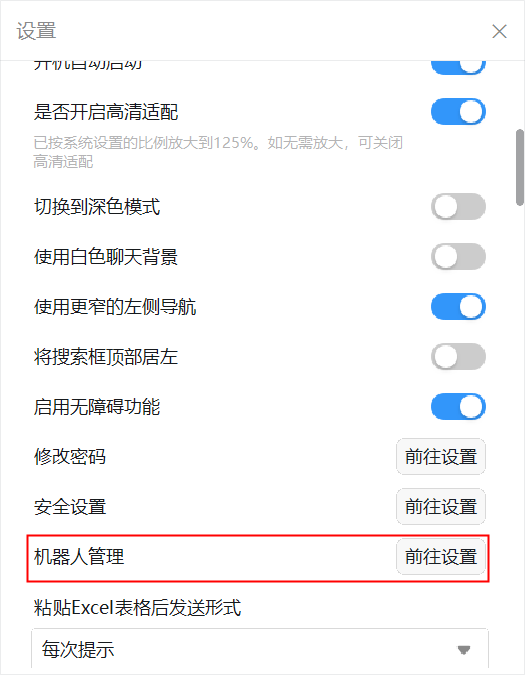 设置
开机自动启动
是否开启高清适配
已按系统设置的比例放大到125%。如无需放大，可关闭
高清适配
切换到深色模式
使用白色聊天背景
使用更窄的左侧导航
将搜索框顶部居左
启用无障碍功能
修改密码 前往设置
安全设置 前往设置
机器人管理 前往设置
粘贴Excel表格后发送形式
每次提示